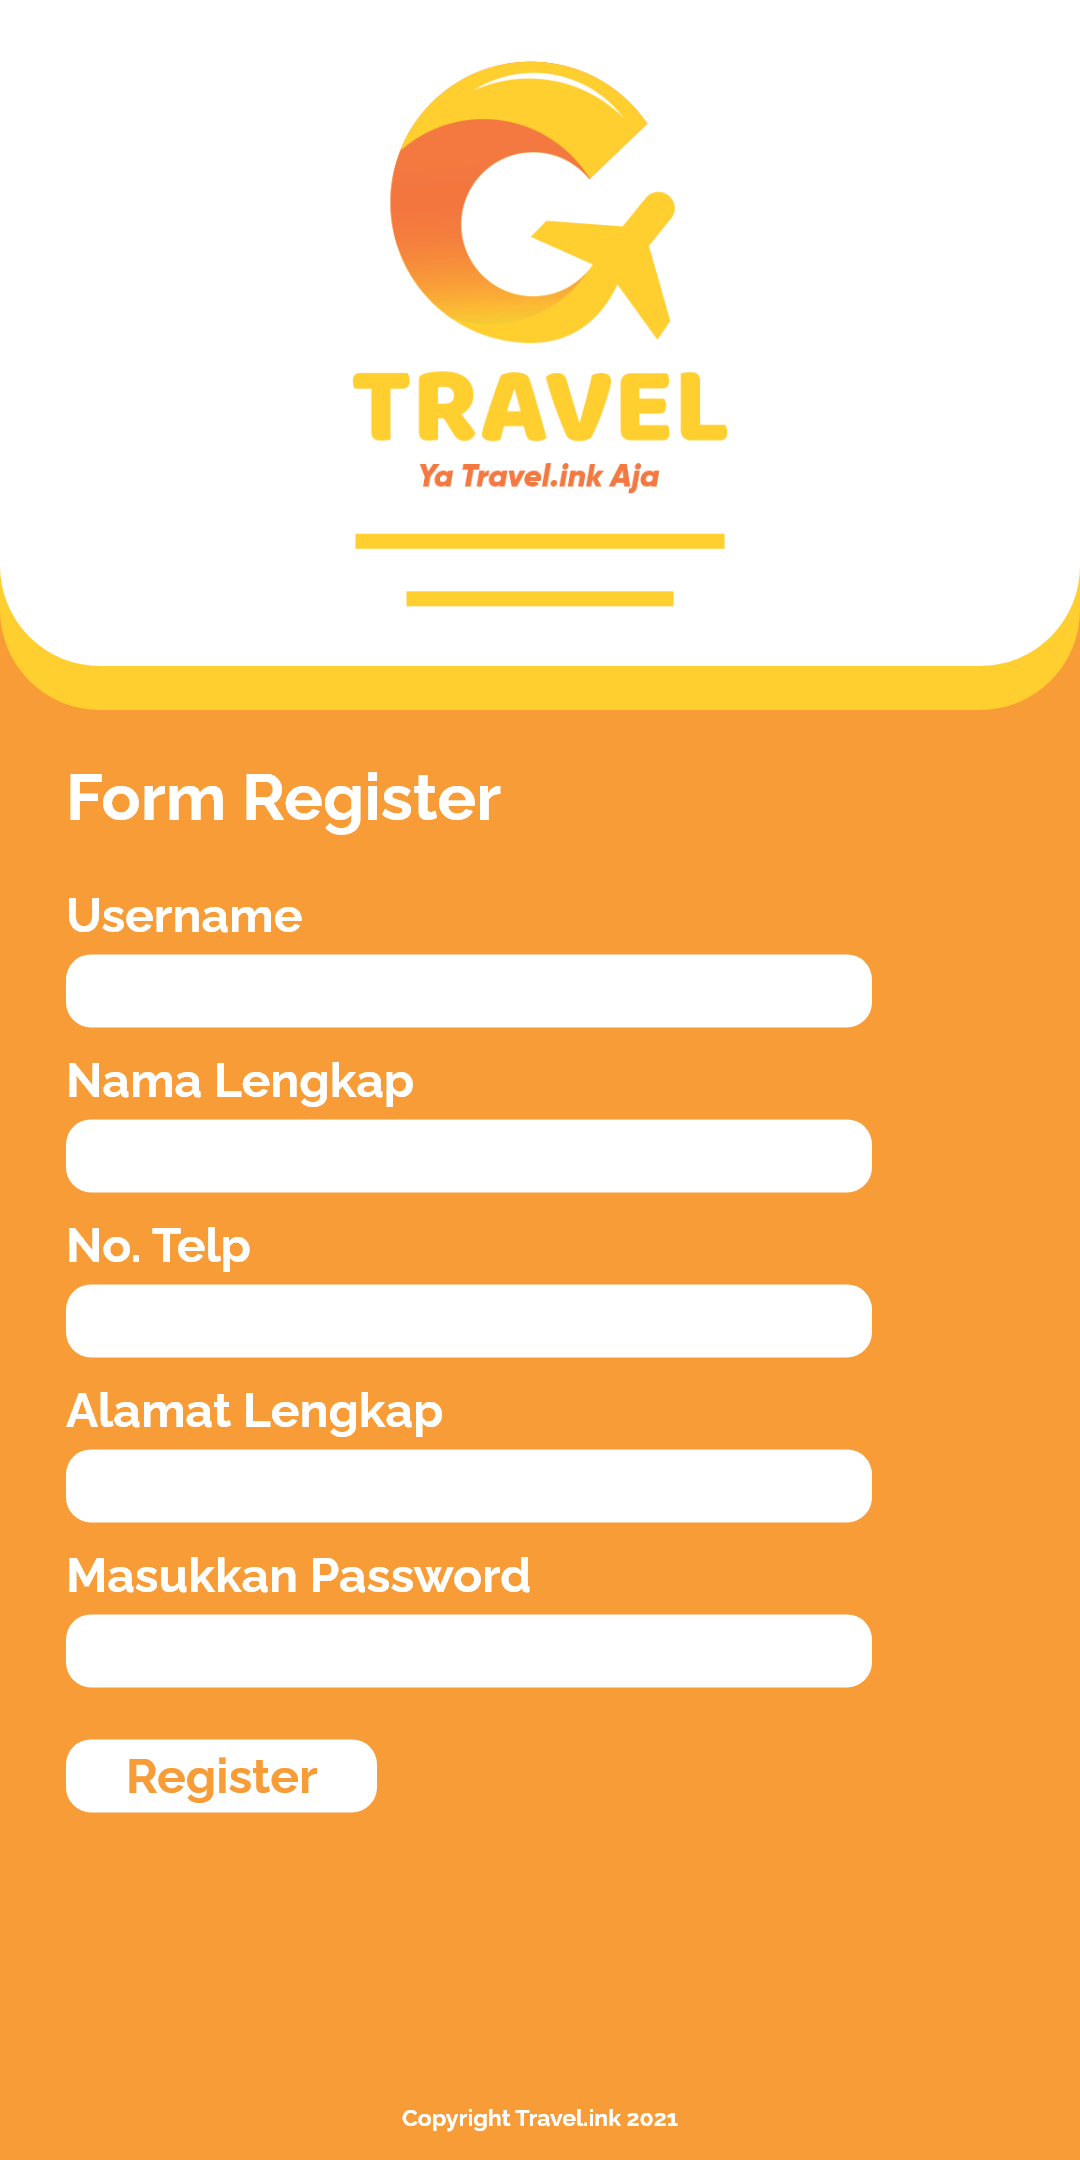 TRAVEL
Ya Travel.ink Aja
Form Register
Username
Nama Lengkap
No. Telp
Alamat Lengkap
Masukkan Password
Register
Copyright Travel.ink 2021